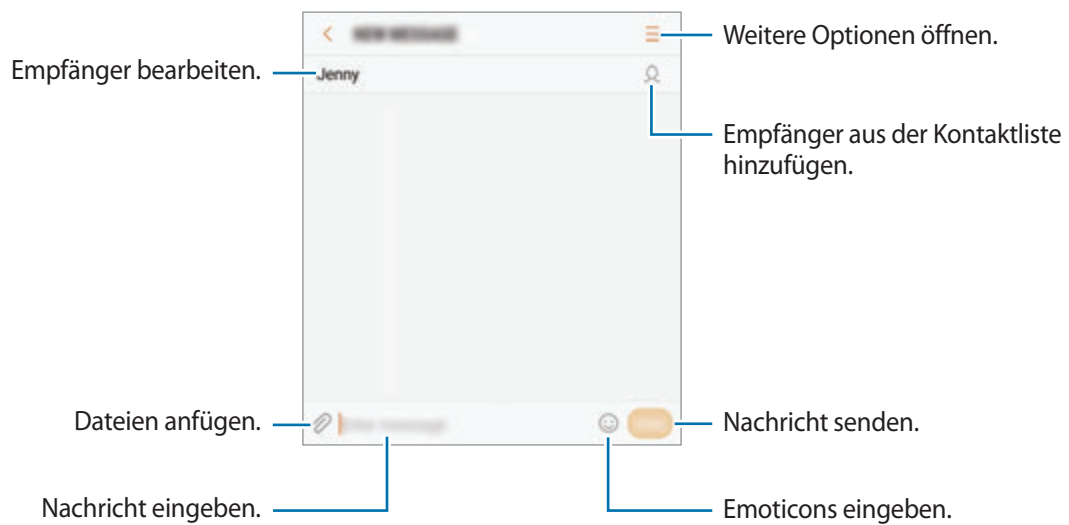 Weitere Optionen öffnen.
Empfänger bearbeiten.
Jenny
Empfänger aus der Kontaktliste
hinzufügen.
Dateien anfügen.
Nachricht senden.
Nachricht eingeben.
Emoticons eingeben.